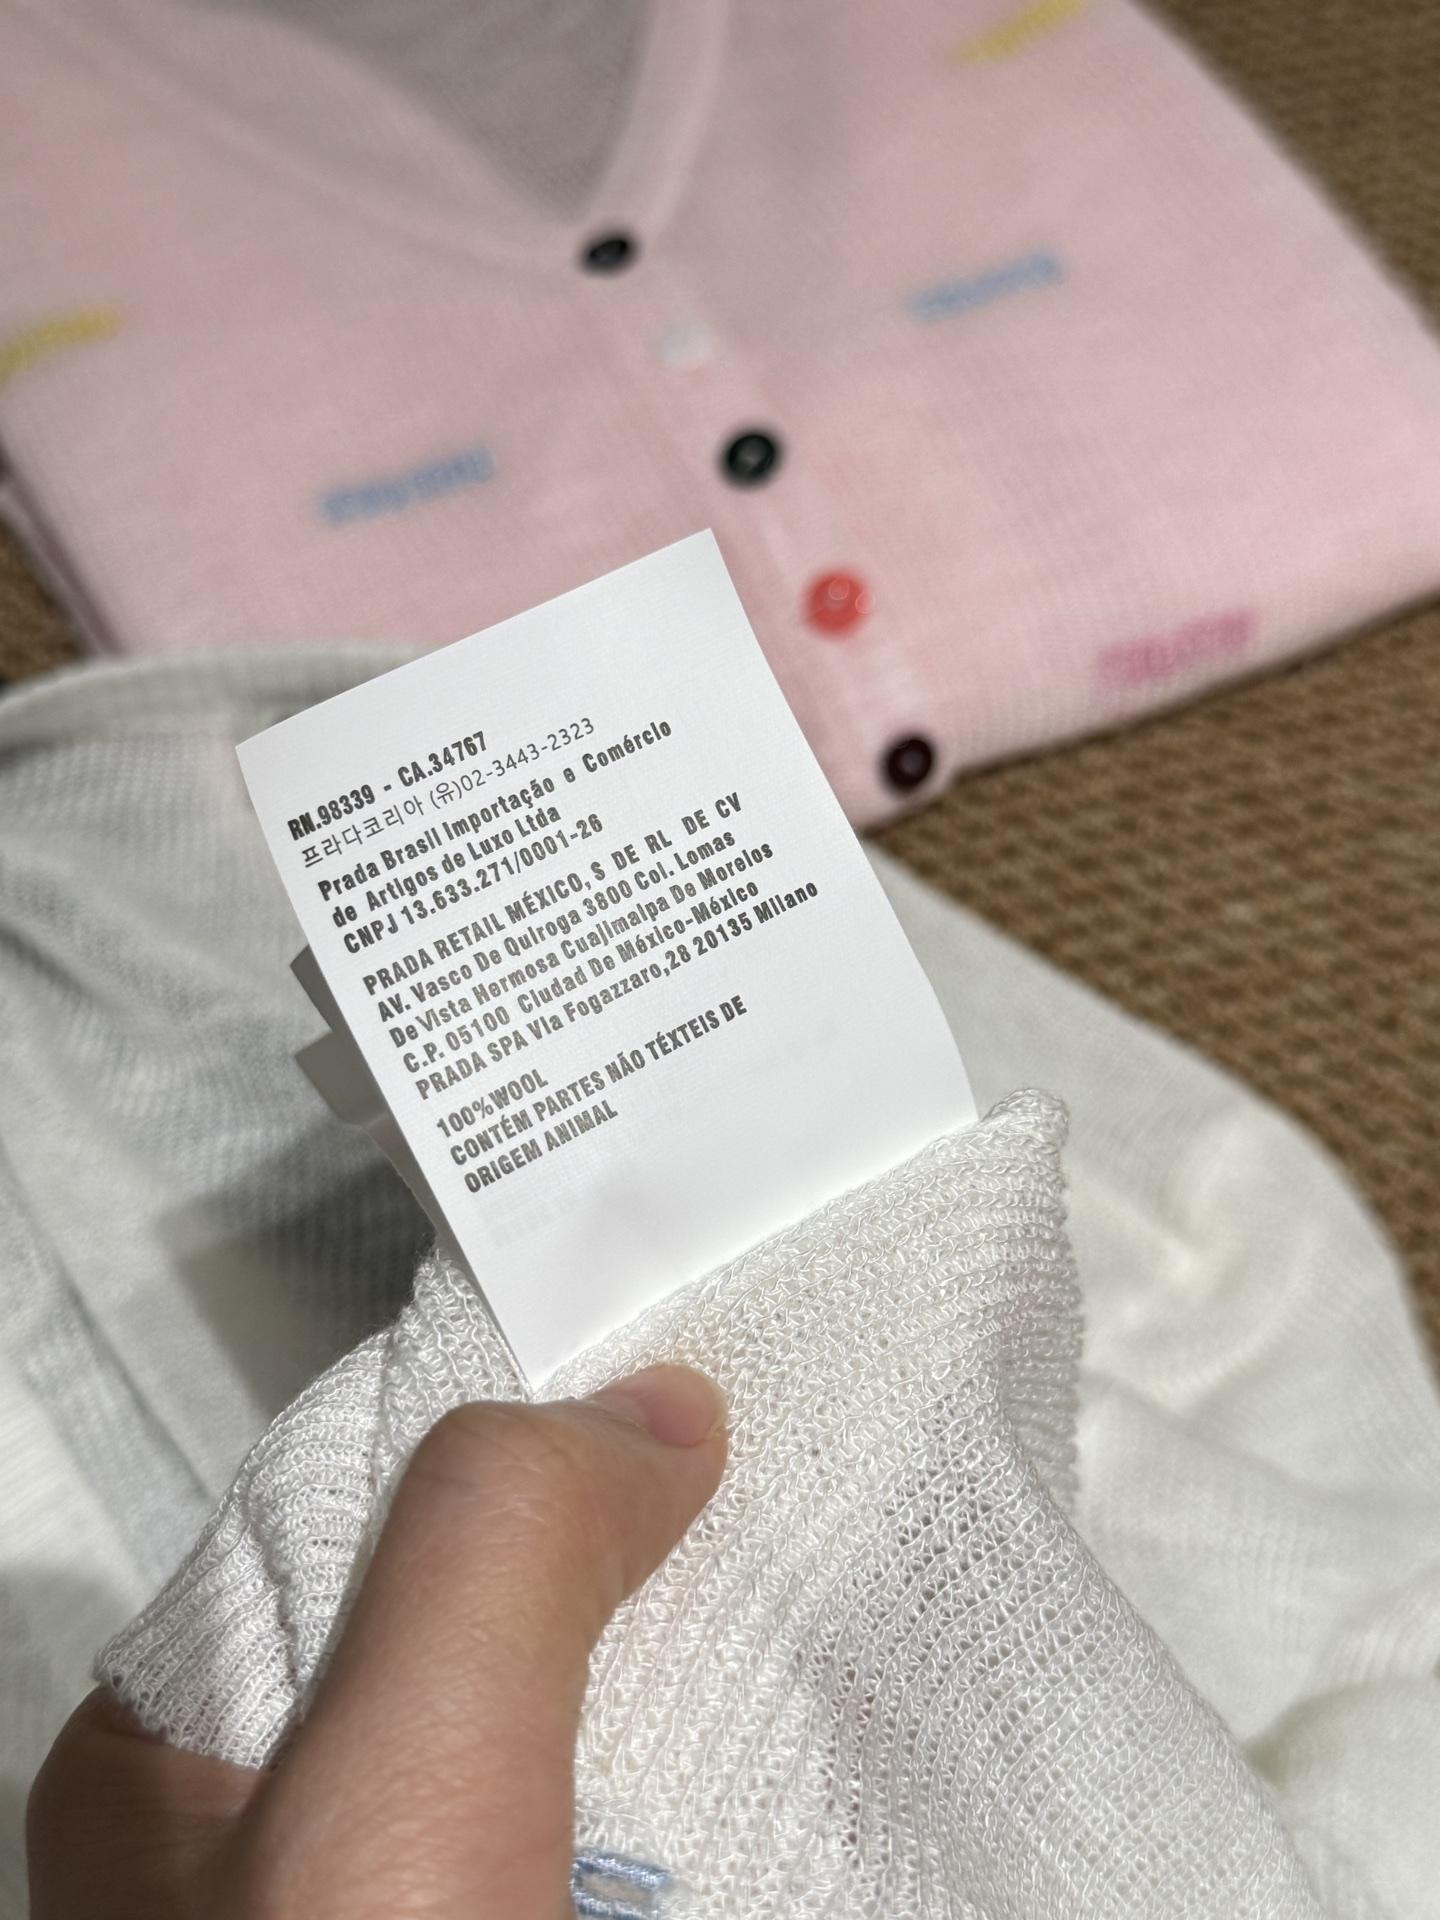 RN.98339 - CA.34767
프라다코리아 (유)02-3443-2323
Prada Brasil Importação e Comércio
de Artigos de Luxo Ltda
CNPJ 13.633.271/0001-26
PRADA RETAIL MÉXICO, S DE RL DE CV
AV. Vasco De Quiroga 3800 Col. Lomas
De Vista Hermosa Cuajimalpa De Morelos
C.P. 05100 Ciudad De México-México
PRADA SPA Via Fogazzaro,28 20135 Milano
100%WOOL
CONTÉM PARTES NÃO TÉXTEIS DE
ORIGEM ANIMAL